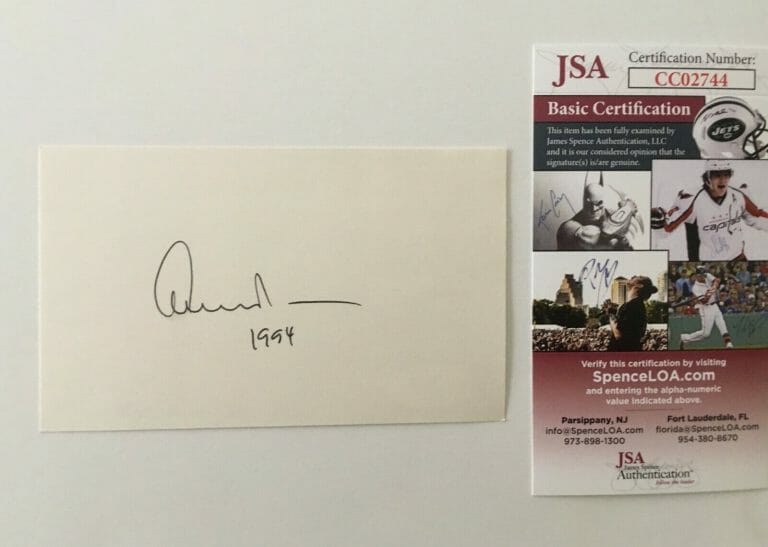 1994
JSA
Certification Number:
CC02744
Basic Certification
This item has been fully examined by
James Spence Authentication, LLC
and it is our considered opinion that the
signature(s) is/are genuine.
JETS
capitals
Verify this certification by visiting
SpenceLOA.com
and entering the alpha-numeric
value indicated above.
Parsippany, NJ
info@SpenceLOA.com
973-898-1300
Fort Lauderdale, FL
florida@SpenceLOA.com
954-380-8670
JSA
James Spence
Authentication